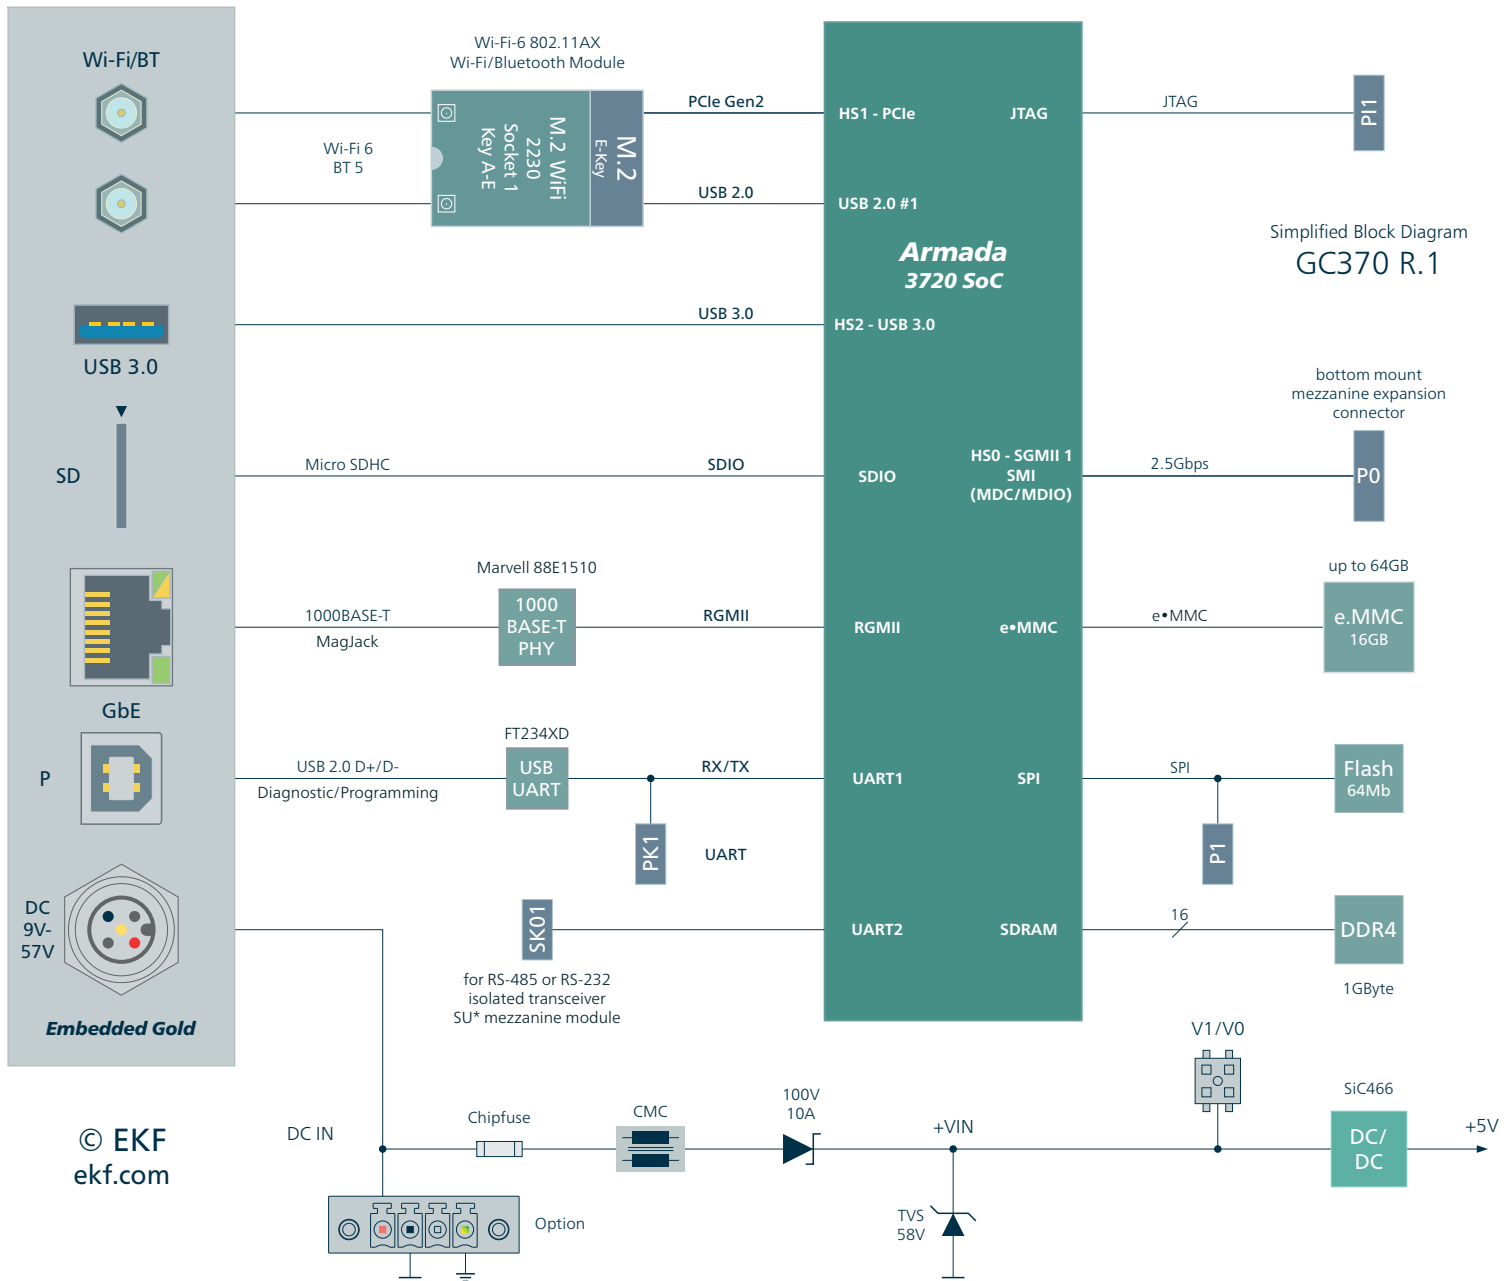 Wi-Fi/BT
USB 3.0
SD
GbE
P
DC
9V-
57V
Embedded Gold
© EKF
ekf.com
Wi-Fi-6 802.11AX
Wi-Fi/Bluetooth Module
Wi-Fi 6
BT 5
M.2 WiFi
2230
Socket 1
Key A-E
M.2
E-Key
PCIe Gen2
USB 2.0
USB 3.0
Micro SDHC
SDIO
Marvell 88E1510
1000BASE-T
MagJack
1000
BASE-T
PHY
RGMII
FT234XD
USB 2.0 D+/D-
Diagnostic/Programming
USB
UART
RX/TX
PK1
UART
SK01
for RS-485 or RS-232
isolated transceiver
SU* mezzanine module
HS1 - PCIe
JTAG
USB 2.0 #1
Armada
3720 SoC
HS2 - USB 3.0
SDIO
HS0 - SGMII 1
SMI
(MDC/MDIO)
RGMII
e•MMC
UART1
SPI
UART2
SDRAM
JTAG
PI1
Simplified Block Diagram
GC370 R.1
bottom mount
mezzanine expansion
connector
2.5Gbps
P0
up to 64GB
e•MMC
e.MMC
16GB
SPI
Flash
64Mb
P1
16
DDR4
1GByte
V1/V0
DC IN
Chipfuse
CMC
100V
10A
+VIN
SiC466
DC/
DC
+5V
Option
TVS
58V